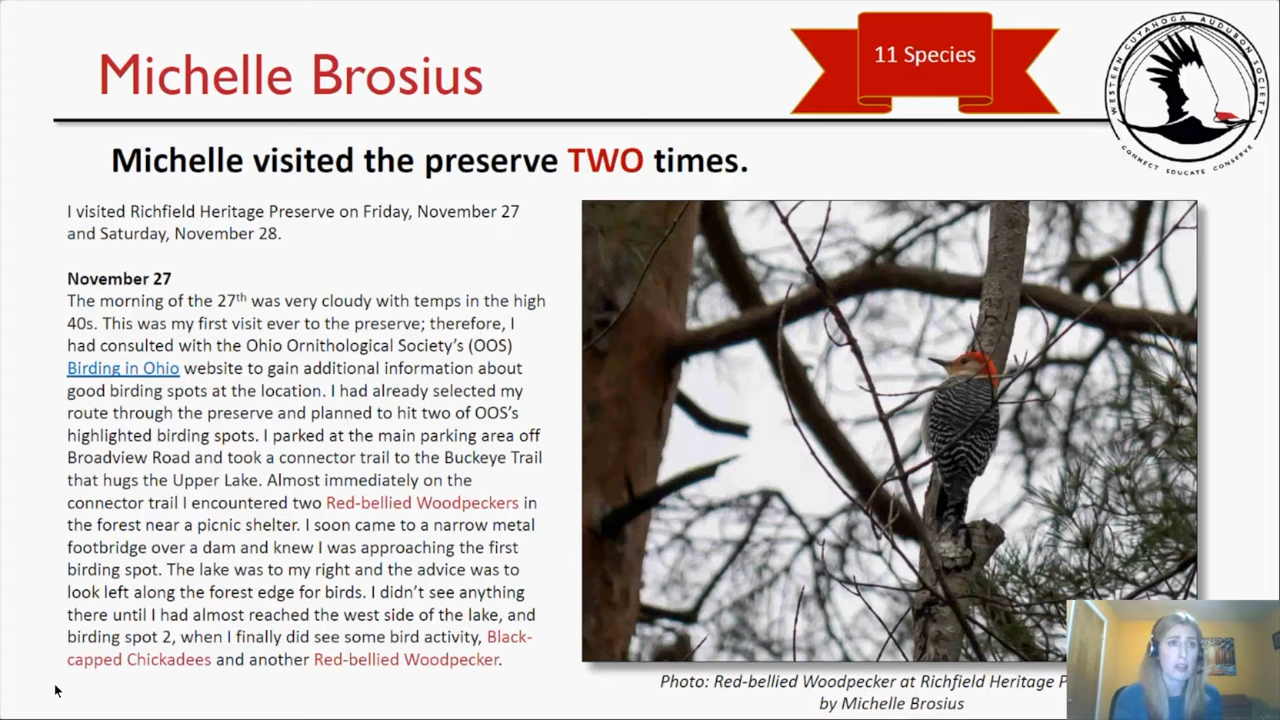 Michelle Brosius
11 Species
WESTERN CUYAHOGA AUDUBON SOCIETY
CONNECT EDUCATE CONSERVE
Michelle visited the preserve TWO times.
I visited Richfield Heritage Preserve on Friday, November 27
and Saturday, November 28.
November 27
The morning of the 27th was very cloudy with temps in the high
40s. This was my first visit ever to the preserve; therefore, I
had consulted with the Ohio Ornithological Society’s (OOS)
Birding in Ohio website to gain additional information about
good birding spots at the location. I had already selected my
route through the preserve and planned to hit two of OOS’s
highlighted birding spots. I parked at the main parking area off
Broadview Road and took a connector trail to the Buckeye Trail
that hugs the Upper Lake. Almost immediately on the
connector trail I encountered two Red-bellied Woodpeckers in
the forest near a picnic shelter. I soon came to a narrow metal
footbridge over a dam and knew I was approaching the first
birding spot. The lake was to my right and the advice was to
look left along the forest edge for birds. I didn’t see anything
there until I had almost reached the west side of the lake, and
birding spot 2, when I finally did see some bird activity, Black-
capped Chickadees and another Red-bellied Woodpecker.
Photo: Red-bellied Woodpecker at Richfield Heritage
by Michelle Brosius